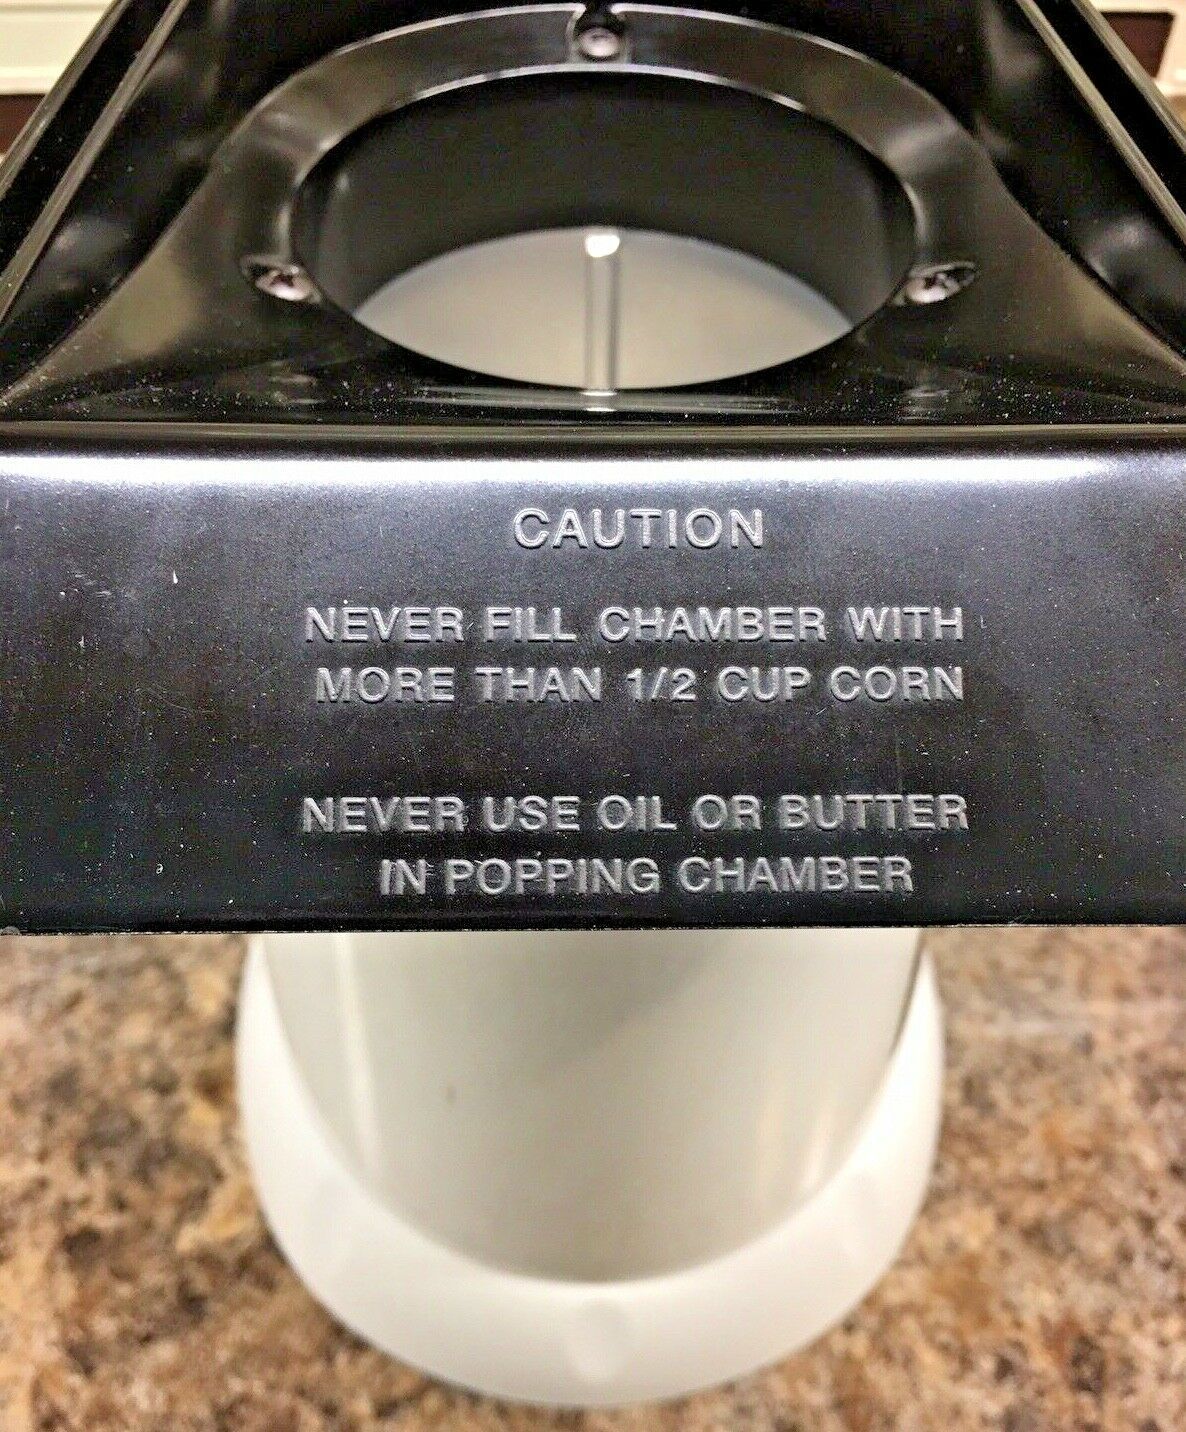 CAUTION
NEVER FILL CHAMBER WITH
MORE THAN 1/2 CUP CORN
NEVER USE OIL OR BUTTER
IN POPPING CHAMBER